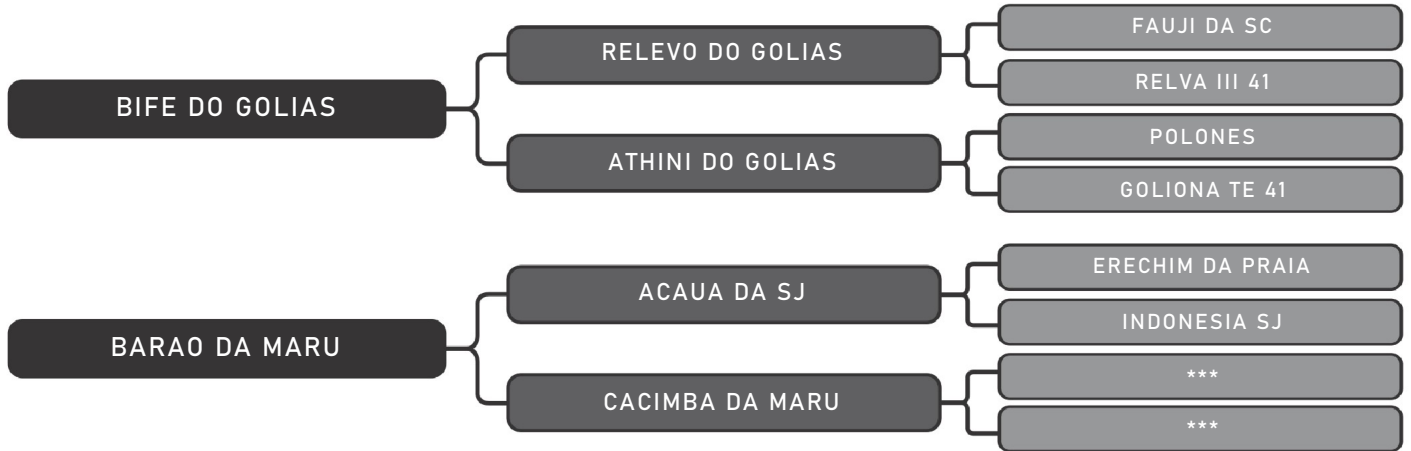 BIFE DO GOLIAS
RELEVO DO GOLIAS
FAUJI DA SC
RELVA III 41
ATHINI DO GOLIAS
POLONES
GOLIONA TE 41
BARAO DA MARU
ACAUA DA SJ
ERECHIM DA PRAIA
INDONESIA SJ
CACIMBA DA MARU
***
***